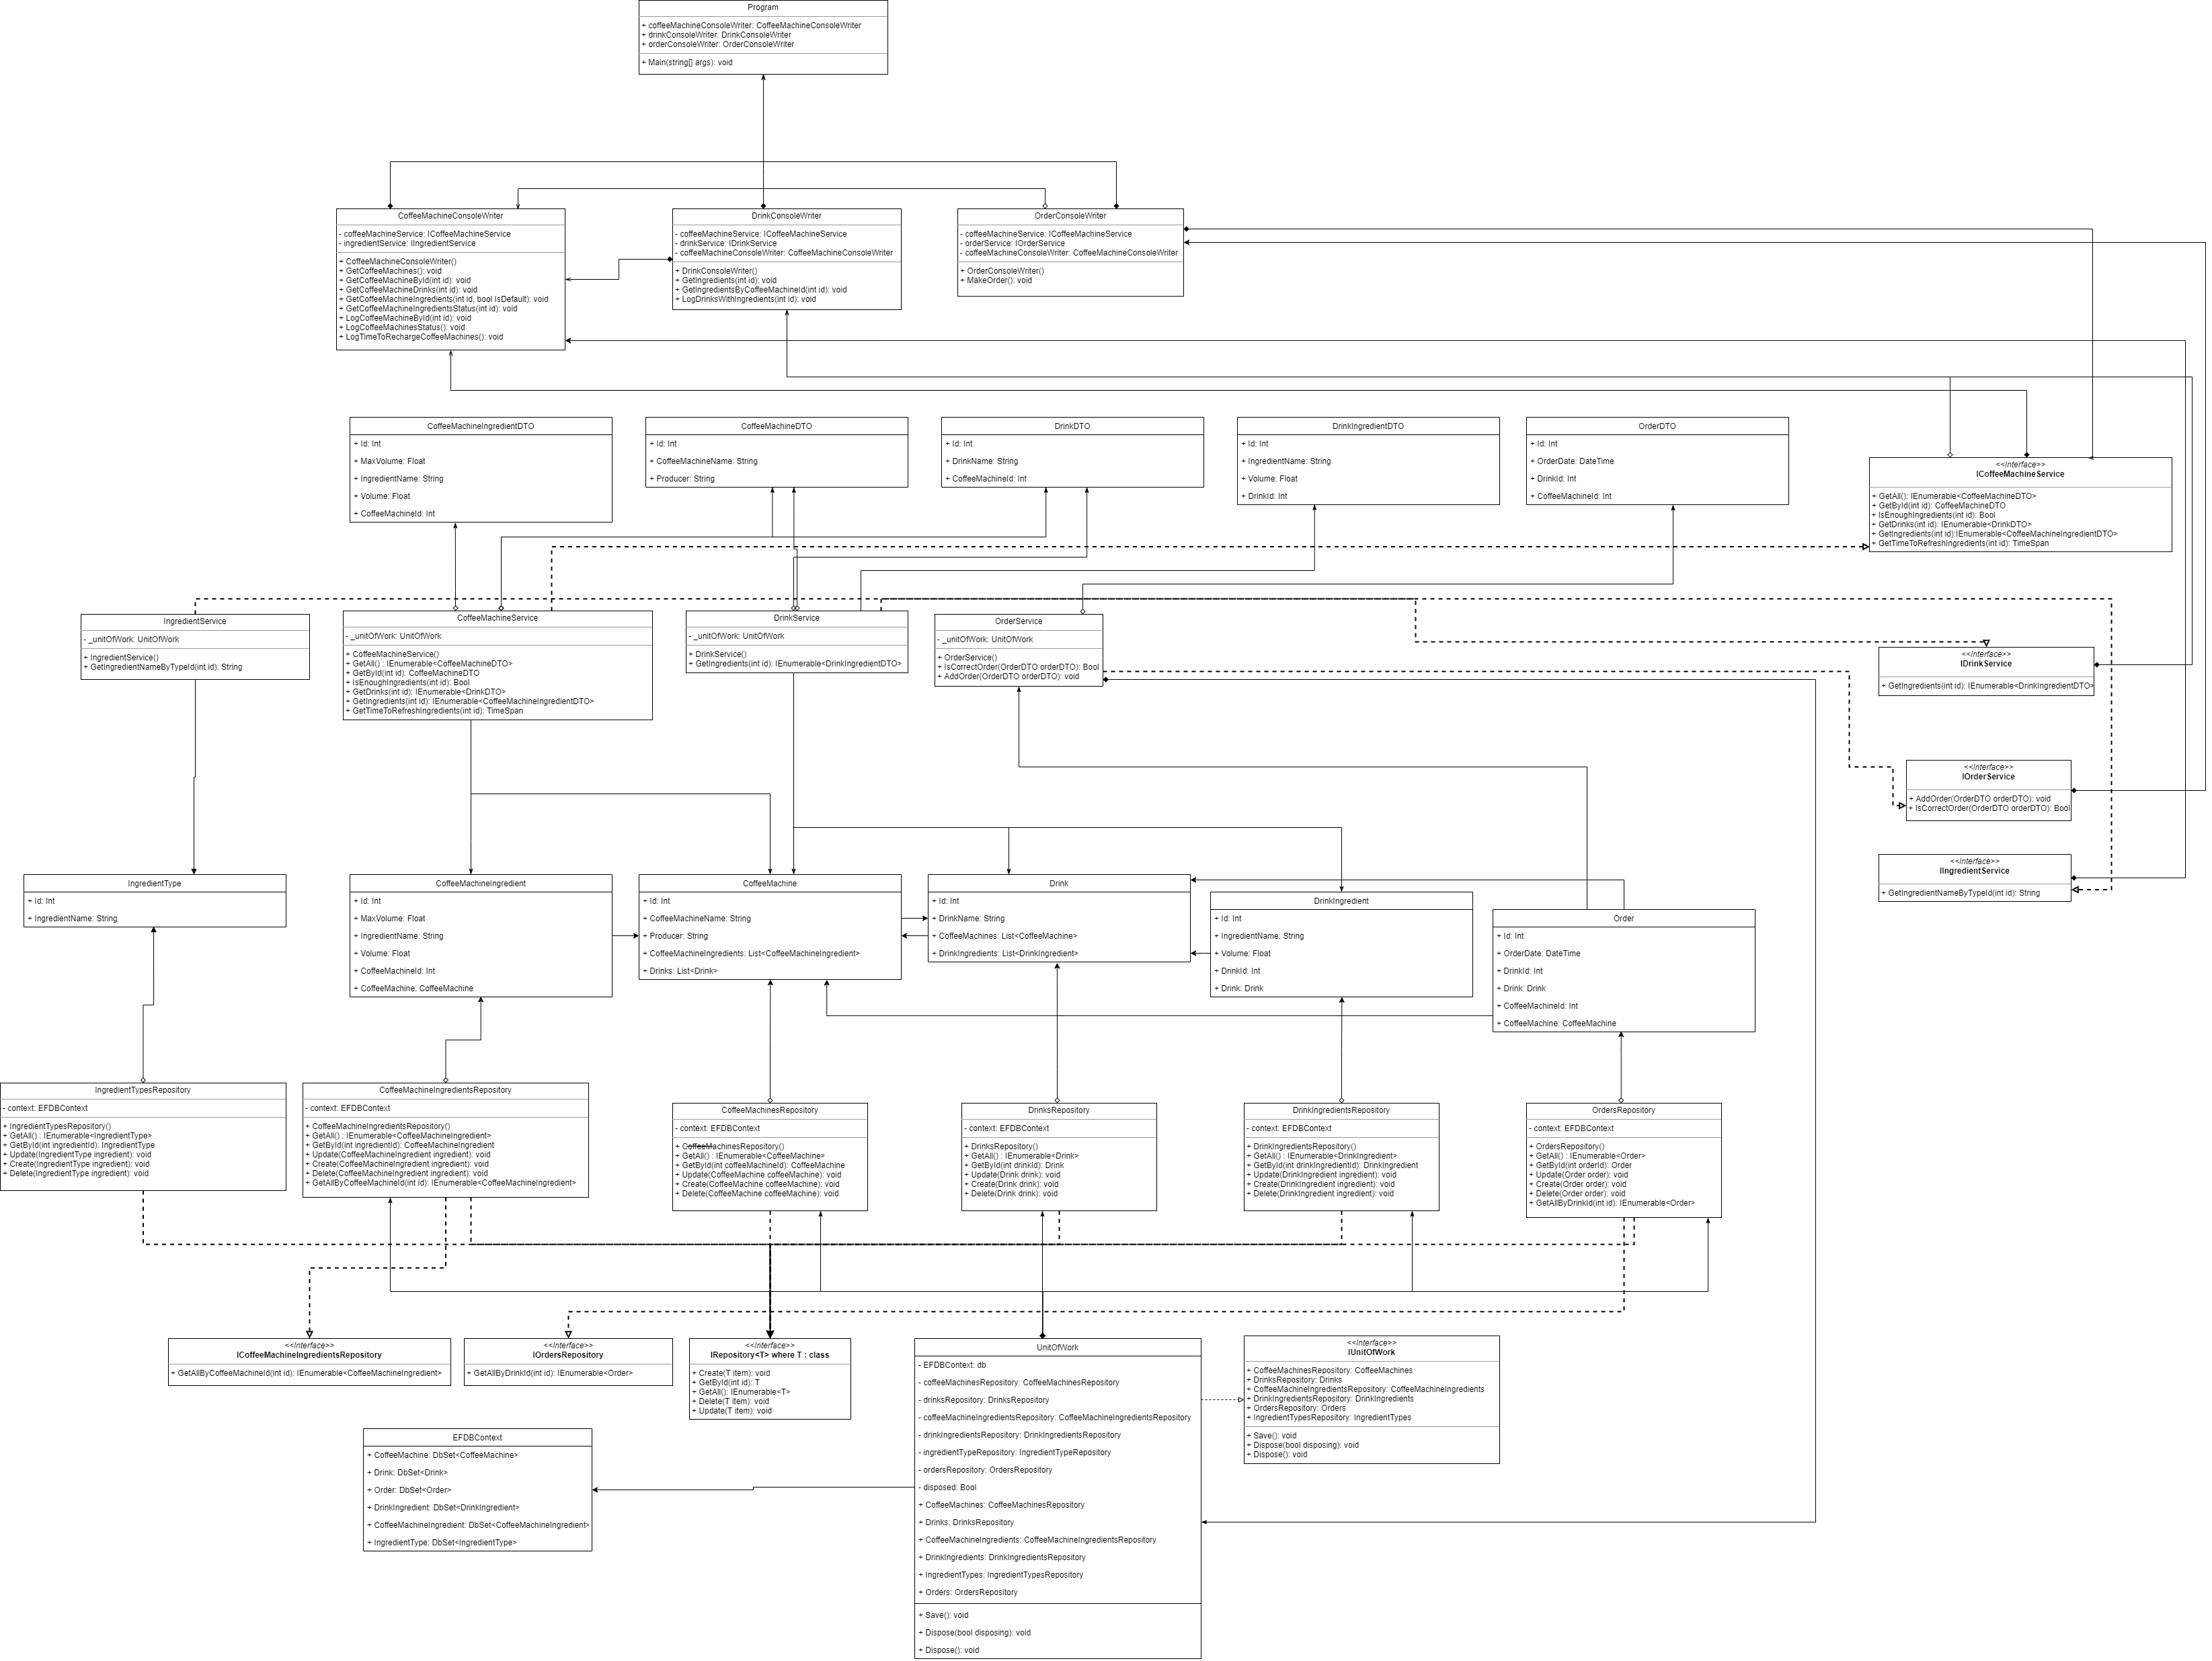 Program
+ coffeeMachineConsoleWriter: CoffeeMachineConsoleWriter
+ drinkConsoleWriter: DrinkConsoleWriter
+ orderConsoleWriter: OrderConsoleWriter
+ Main(string[] args): void
CoffeeMachineConsoleWriter
- coffeeMachineService: ICoffeeMachineService
- ingredientService: IIngredientService
+ CoffeeMachineConsoleWriter()
+ GetCoffeeMachines(): void
+ GetCoffeeMachineById(int id): void
+ GetCoffeeMachineDrinks(int id): void
+ GetCoffeeMachineIngredients(int id, bool IsDefault): void
+ GetCoffeeMachineIngredientsStatus(int id): void
+ LogCoffeeMachineById(int id): void
+ LogCoffeeMachinesStatus(): void
+ LogTimeToRechargeCoffeeMachines(): void
DrinkConsoleWriter
- coffeeMachineService: ICoffeeMachineService
- drinkService: IDrinkService
- coffeeMachineConsoleWriter: CoffeeMachineConsoleWriter
+ DrinkConsoleWriter()
+ GetIngredients(int id): void
+ GetIngredientsByCoffeeMachineId(int id): void
+ LogDrinksWithIngredients(int id): void
OrderConsoleWriter
- coffeeMachineService: ICoffeeMachineService
- orderService: IOrderService
- coffeeMachineConsoleWriter: CoffeeMachineConsoleWriter
+ OrderConsoleWriter()
+ MakeOrder(): void
CoffeeMachineIngredientDTO
+ Id: Int
+ MaxVolume: Float
+ IngredientName: String
+ Volume: Float
+ CoffeeMachineId: Int
CoffeeMachineDTO
+ Id: Int
+ CoffeeMachineName: String
+ Producer: String
DrinkDTO
+ Id: Int
+ DrinkName: String
+ CoffeeMachineId: Int
DrinkIngredientDTO
+ Id: Int
+ IngredientName: String
+ Volume: Float
+ DrinkId: Int
OrderDTO
+ Id: Int
+ OrderDate: DateTime
+ DrinkId: Int
+ CoffeeMachineId: Int
<<Interface>>
ICoffeeMachineService
+ GetAll(): IEnumerable<CoffeeMachineDTO>
+ GetById(int id): CoffeeMachineDTO
+ IsEnoughIngredients(int id): Bool
+ GetDrinks(int id): IEnumerable<DrinkDTO>
+ GetIngredients(int id):IEnumerable<CoffeeMachineIngredientDTO>
+ GetTimeToRefreshIngredients(int id): TimeSpan
IngredientService
- _unitOfWork: UnitOfWork
+ IngredientService()
+ GetIngredientNameByTypeId(int id): String
CoffeeMachineService
- _unitOfWork: UnitOfWork
+ CoffeeMachineService()
+ GetAll() : IEnumerable<CoffeeMachineDTO>
+ GetById(int id): CoffeeMachineDTO
+ IsEnoughIngredients(int id): Bool
+ GetDrinks(int id): IEnumerable<DrinkDTO>
+ GetIngredients(int id): IEnumerable<CoffeeMachineIngredientDTO>
+ GetTimeToRefreshIngredients(int id): TimeSpan
DrinkService
- _unitOfWork: UnitOfWork
+ DrinkService()
+ GetIngredients(int id): IEnumerable<DrinkIngredientDTO>
OrderService
- _unitOfWork: UnitOfWork
+ OrderService()
+ IsCorrectOrder(OrderDTO orderDTO): Bool
+ AddOrder(OrderDTO orderDTO): void
<<Interface>>
IDrinkService
+ GetIngredients(int id): IEnumerable<DrinkIngredientDTO>
<<Interface>>
IOrderService
+ AddOrder(OrderDTO orderDTO): void
+ IsCorrectOrder(OrderDTO orderDTO): Bool
<<Interface>>
IIngredientService
+ GetIngredientNameByTypeId(int id): String
IngredientType
+ Id: Int
+ IngredientName: String
CoffeeMachineIngredient
+ Id: Int
+ MaxVolume: Float
+ IngredientName: String
+ Volume: Float
+ CoffeeMachineId: Int
+ CoffeeMachine: CoffeeMachine
CoffeeMachine
+ Id: Int
+ CoffeeMachineName: String
+ Producer: String
+ CoffeeMachineIngredients: List<CoffeeMachineIngredient>
+ Drinks: List<Drink>
Drink
+ Id: Int
+ DrinkName: String
+ CoffeeMachines: List<CoffeeMachine>
+ DrinkIngredients: List<DrinkIngredient>
DrinkIngredient
+ Id: Int
+ IngredientName: String
+ Volume: Float
+ DrinkId: Int
+ Drink: Drink
Order
+ Id: Int
+ OrderDate: DateTime
+ DrinkId: Int
+ Drink: Drink
+ CoffeeMachineId: Int
+ CoffeeMachine: CoffeeMachine
IngredientTypesRepository
- context: EFDBContext
+ IngredientTypesRepository()
+ GetAll() : IEnumerable<IngredientType>
+ GetById(int ingredientId): IngredientType
+ Update(IngredientType ingredient): void
+ Create(IngredientType ingredient): void
+ Delete(IngredientType ingredient): void
CoffeeMachineIngredientsRepository
- context: EFDBContext
+ CoffeeMachineIngredientsRepository()
+ GetAll() : IEnumerable<CoffeeMachineIngredient>
+ GetById(int ingredientId): CoffeeMachineIngredient
+ Update(CoffeeMachineIngredient ingredient): void
+ Create(CoffeeMachineIngredient ingredient): void
+ Delete(CoffeeMachineIngredient ingredient): void
+ GetAllByCoffeeMachineId(int id): IEnumerable<CoffeeMachineIngredient>
CoffeeMachinesRepository
- context: EFDBContext
+ CoffeeMachinesRepository()
+ GetAll() : IEnumerable<CoffeeMachine>
+ GetById(int coffeeMachineId): CoffeeMachine
+ Update(CoffeeMachine coffeeMachine): void
+ Create(CoffeeMachine coffeeMachine): void
+ Delete(CoffeeMachine coffeeMachine): void
DrinksRepository
- context: EFDBContext
+ DrinksRepository()
+ GetAll() : IEnumerable<Drink>
+ GetById(int drinkId): Drink
+ Update(Drink drink): void
+ Create(Drink drink): void
+ Delete(Drink drink): void
DrinkIngredientsRepository
- context: EFDBContext
+ DrinkIngredientsRepository()
+ GetAll() : IEnumerable<DrinkIngredient>
+ GetById(int drinkIngredientId): DrinkIngredient
+ Update(DrinkIngredient ingredient): void
+ Create(DrinkIngredient ingredient): void
+ Delete(DrinkIngredient ingredient): void
OrdersRepository
- context: EFDBContext
+ OrdersRepository()
+ GetAll() : IEnumerable<Order>
+ GetById(int orderId): Order
+ Update(Order order): void
+ Create(Order order): void
+ Delete(Order order): void
+ GetAllByDrinkId(int id): IEnumerable<Order>
<<Interface>>
ICoffeeMachineIngredientsRepository
+ GetAllByCoffeeMachineId(int id): IEnumerable<CoffeeMachineIngredient>
<<Interface>>
IOrdersRepository
+ GetAllByDrinkId(int id): IEnumerable<Order>
<<Interface>>
IRepository<T> where T : class
+ Create(T item): void
+ GetById(int id): T
+ GetAll(): IEnumerable<T>
+ Delete(T item): void
+ Update(T item): void
UnitOfWork
- EFDBContext: db
- coffeeMachinesRepository: CoffeeMachinesRepository
- drinksRepository: DrinksRepository
- coffeeMachineIngredientsRepository: CoffeeMachineIngredientsRepository
- drinkIngredientsRepository: DrinkIngredientsRepository
- ingredientTypeRepository: IngredientTypeRepository
- ordersRepository: OrdersRepository
- disposed: Bool
+ CoffeeMachines: CoffeeMachinesRepository
+ Drinks: DrinksRepository
+ CoffeeMachineIngredients: CoffeeMachineIngredientsRepository
+ DrinkIngredients: DrinkIngredientsRepository
+ IngredientTypes: IngredientTypesRepository
+ Orders: OrdersRepository
+ Save(): void
+ Dispose(bool disposing): void
+ Dispose(): void
<<Interface>>
IUnitOfWork
+ CoffeeMachinesRepository: CoffeeMachines
+ DrinksRepository: Drinks
+ CoffeeMachineIngredientsRepository: CoffeeMachineIngredients
+ DrinkIngredientsRepository: DrinkIngredients
+ OrdersRepository: Orders
+ IngredientTypesRepository: IngredientTypes
+ Save(): void
+ Dispose(bool disposing): void
+ Dispose(): void
EFDBContext
+ CoffeeMachine: DbSet<CoffeeMachine>
+ Drink: DbSet<Drink>
+ Order: DbSet<Order>
+ DrinkIngredient: DbSet<DrinkIngredient>
+ CoffeeMachineIngredient: DbSet<CoffeeMachineIngredient>
+ IngredientType: DbSet<IngredientType>